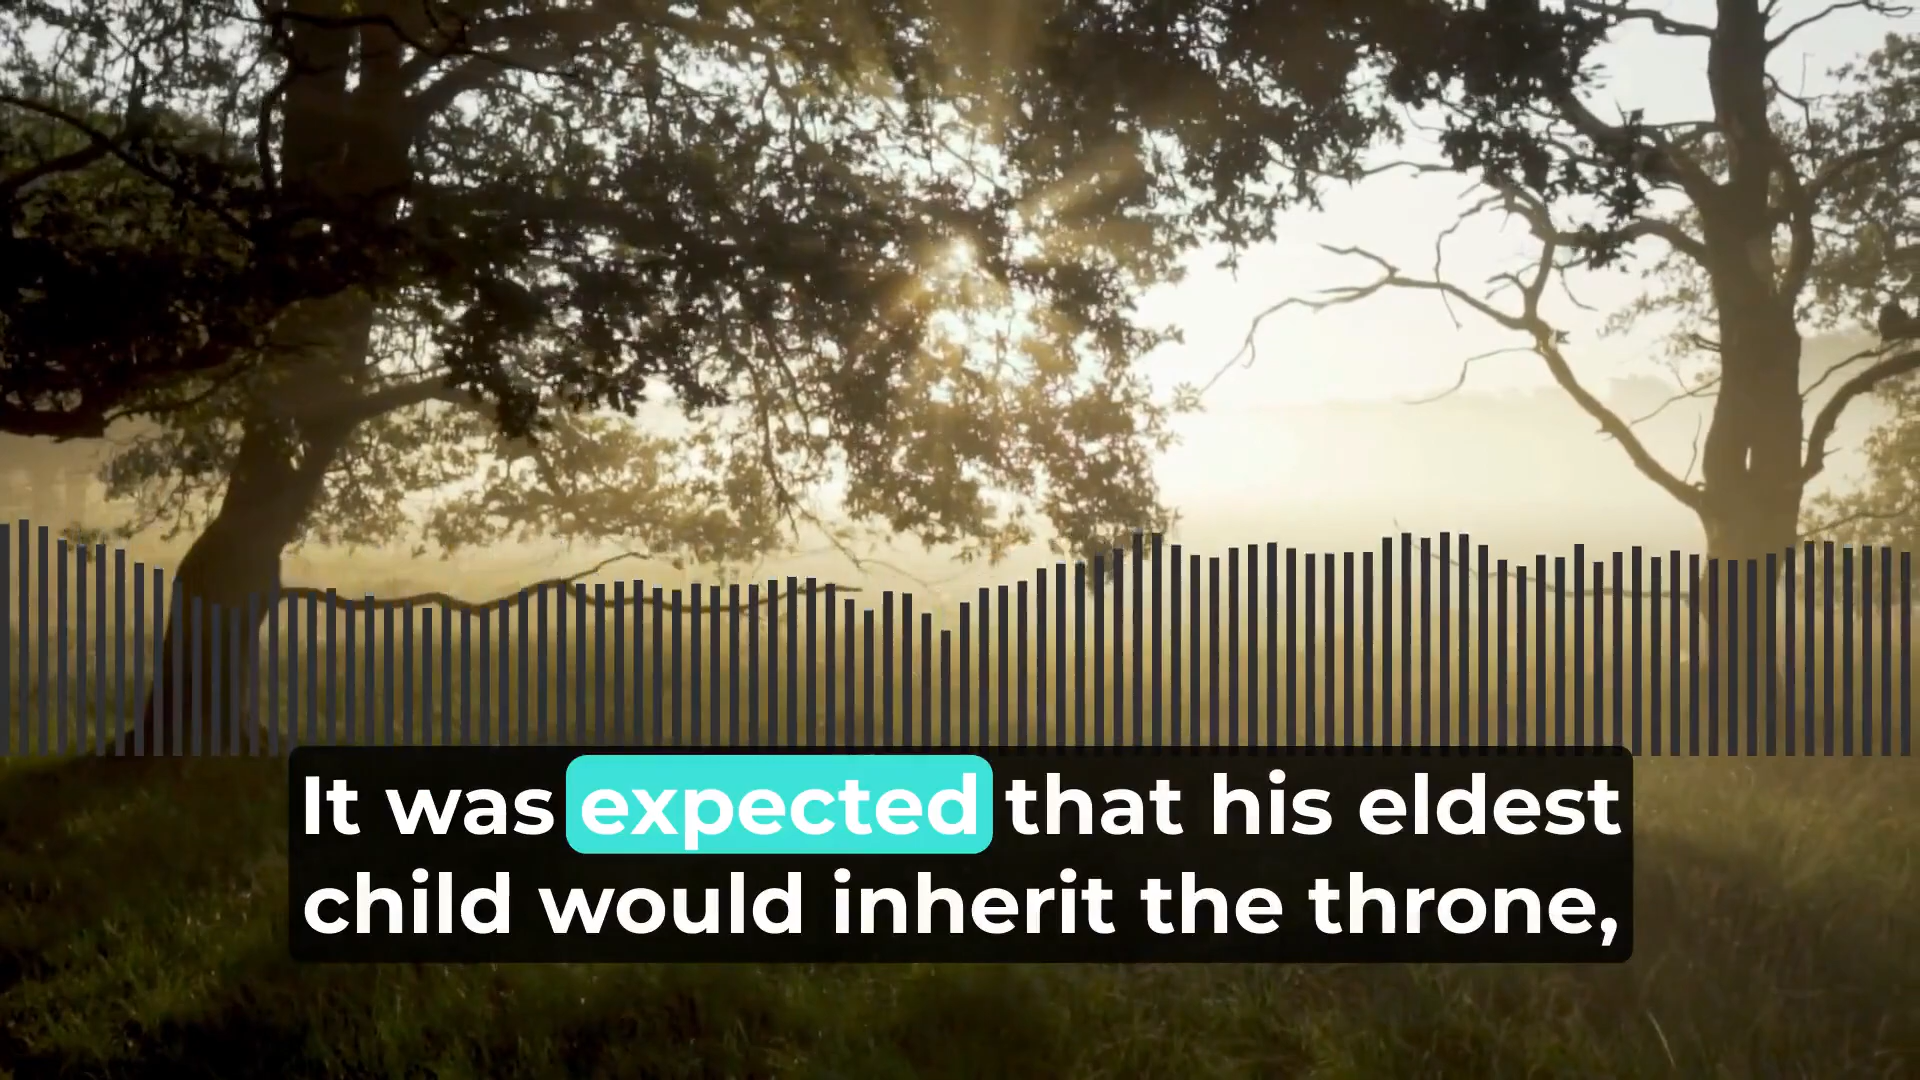 It was expected that his eldest
child would inherit the throne,